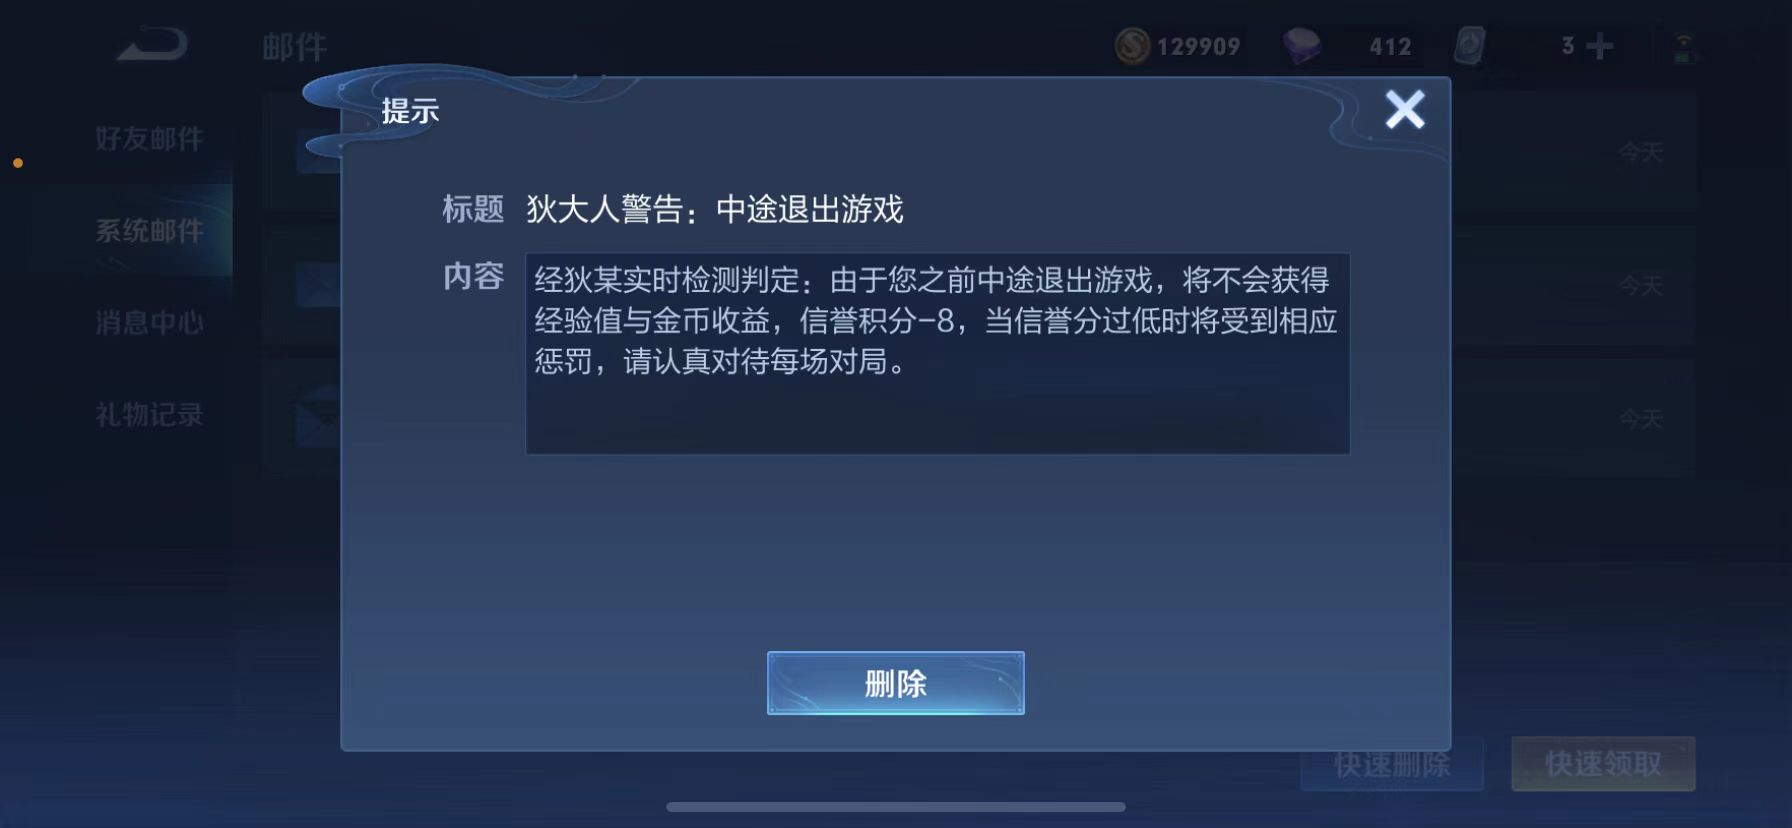 邮件
129909
412
3
提示
好友邮件
今天
标题 狄大人警告：中途退出游戏
系统邮件
内容 经狄某实时检测判定：由于您之前中途退出游戏，将不会获得
经验值与金币收益，信誉积分-8，当信誉分过低时将受到相应
惩罚，请认真对待每场对局。
今天
消息中心
礼物记录
今天
删除
快速删除
快速领取